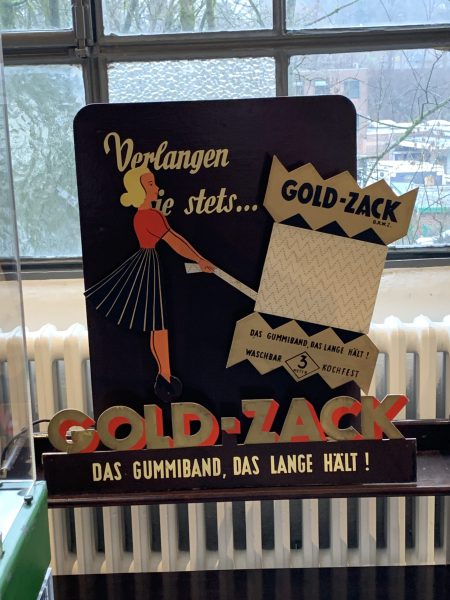 Verlangen
ie stets...
GOLD-ZACK
D.R.W.Z.
DAS GUMMIBAND, DAS LANGE HÄLT!
WASCHBAR 3 METER KOCHFEST
GOLD-ZACK
DAS GUMMIBAND, DAS LANGE HÄLT!